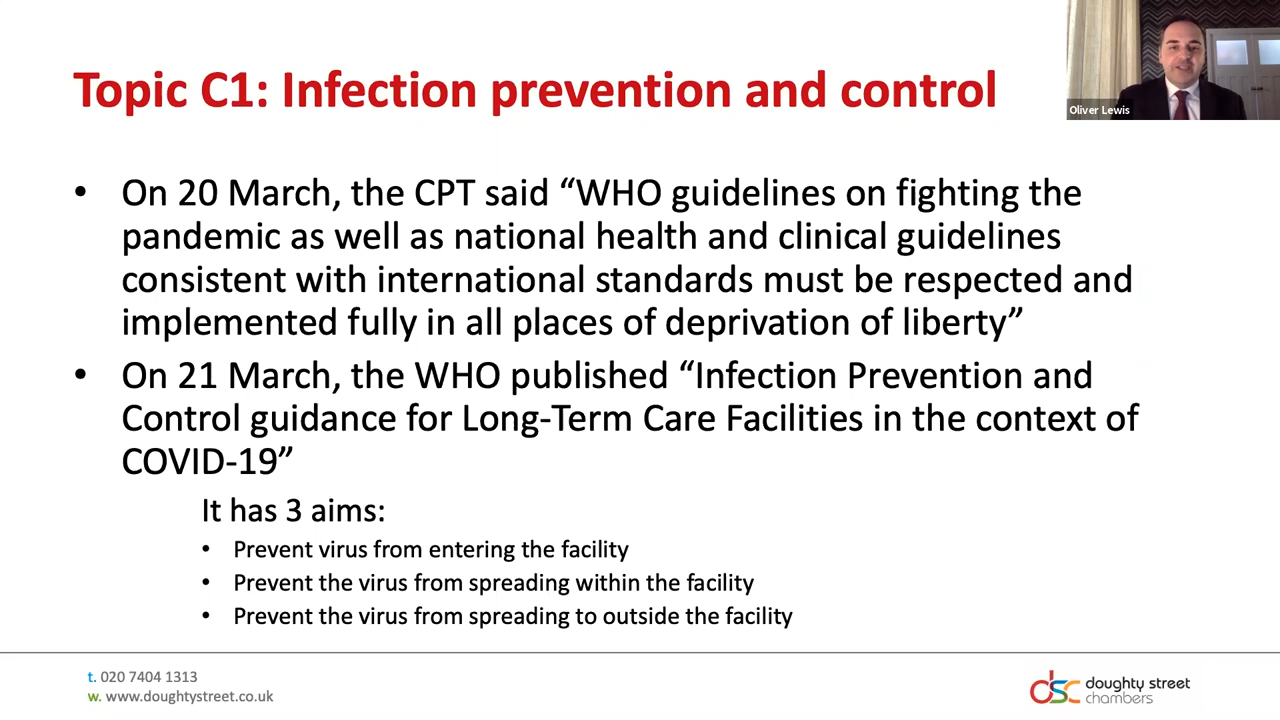 Topic C1: Infection prevention and control
Oliver Lewis
• On 20 March, the CPT said “WHO guidelines on fighting the
pandemic as well as national health and clinical guidelines
consistent with international standards must be respected and
implemented fully in all places of deprivation of liberty”
• On 21 March, the WHO published “Infection Prevention and
Control guidance for Long-Term Care Facilities in the context of
COVID-19”
It has 3 aims:
• Prevent virus from entering the facility
• Prevent the virus from spreading within the facility
• Prevent the virus from spreading to outside the facility
t. 020 7404 1313
w. www.doughtystreet.co.uk
dsc doughty street
chambers